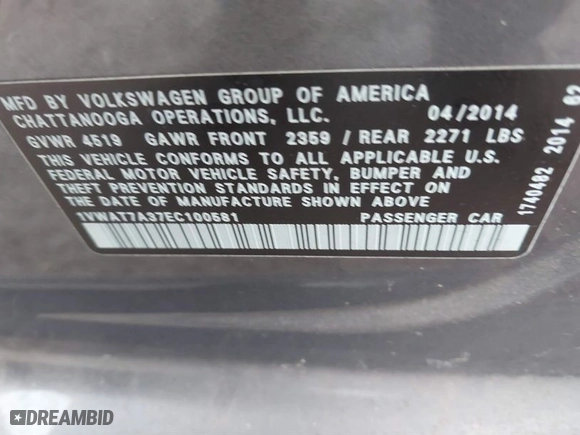 MFD BY VOLKSWAGEN GROUP OF AMERICA
CHATTANOOGA OPERATIONS, LLC. 04/2014
GVWR 4519 GAWR FRONT 2359 / REAR 2271 LBS
THIS VEHICLE CONFORMS TO ALL APPLICABLE U.S.
FEDERAL MOTOR VEHICLE SAFETY, BUMPER AND
THEFT PREVENTION STANDARDS IN EFFECT ON
THE DATE OF MANUFACTURE SHOWN ABOVE
1VWAT7A37EC100581 PASSENGER CAR
1740482 2014 82
DREAMBID